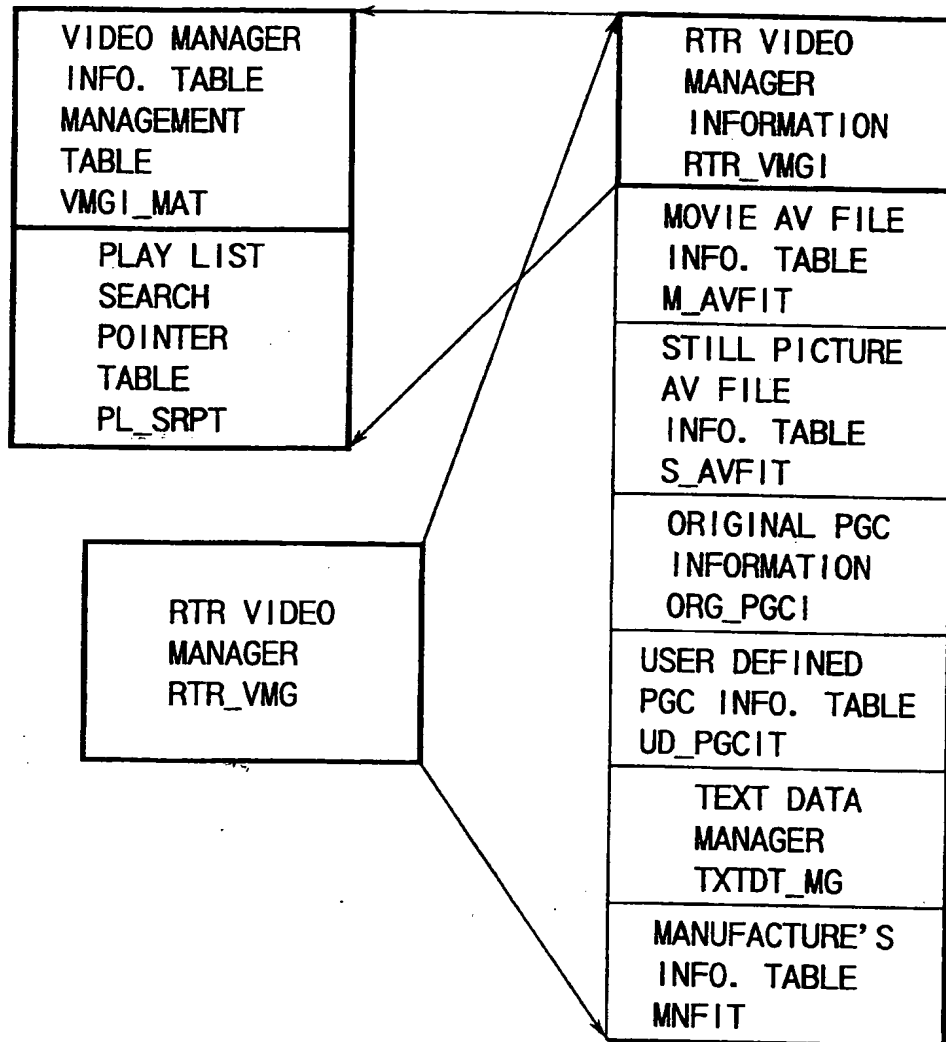 VIDEO MANAGER
INFO. TABLE
MANAGEMENT
TABLE
VMGI_MAT
PLAY LIST
SEARCH
POINTER
TABLE
PL_SRPT
RTR VIDEO
MANAGER
RTR_VMG
RTR VIDEO
MANAGER
INFORMATION
RTR_VMGI
MOVIE AV FILE
INFO. TABLE
M_AVFIT
STILL PICTURE
AV FILE
INFO. TABLE
S_AVFIT
ORIGINAL PGC
INFORMATION
ORG_PGCI
USER DEFINED
PGC INFO. TABLE
UD_PGCIT
TEXT DATA
MANAGER
TXTDT_MG
MANUFACTURE'S
INFO. TABLE
MNFIT